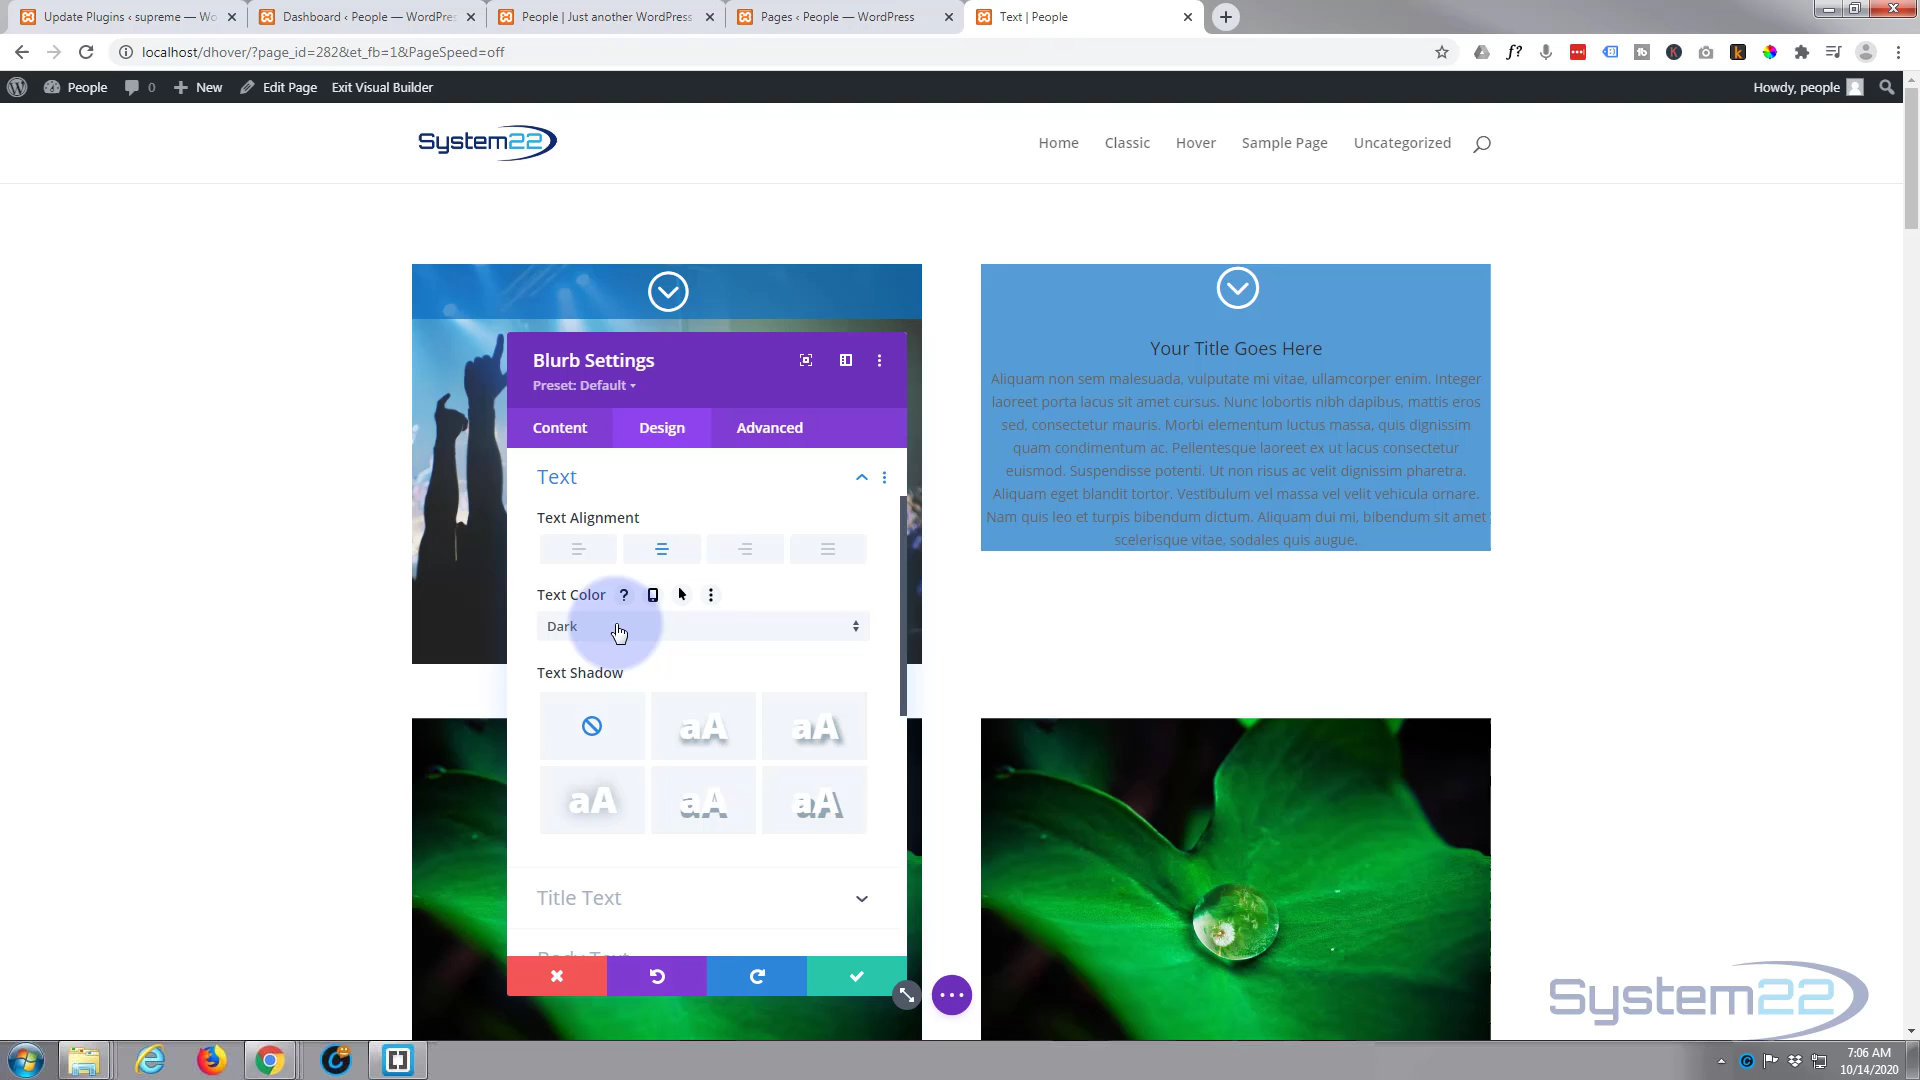 Update Plugins ‹ supreme — Wo
Dashboard ‹ People — WordPres
People | Just another WordPress
Pages ‹ People — WordPress
Text | People
localhost/dhover/?page_id=282&et_fb=1&PageSpeed=off
People
0
New
Edit Page
Exit Visual Builder
Howdy, people
System22
Home
Classic
Hover
Sample Page
Uncategorized
Your Title Goes Here
Aliquam non sem malesuada, vulputate mi vitae, ullamcorper enim. Integer
laoreet porta lacus sit amet cursus. Nunc lobortis nibh dapibus, mattis eros
sed, consectetur mauris. Morbi elementum luctus massa, quis dignissim
quam condimentum ac. Pellentesque laoreet ex ut lacus consectetur
euismod. Suspendisse potenti. Ut non risus ac velit dignissim pharetra.
Aliquam eget blandit tortor. Vestibulum vel massa vel velit vehicula ornare.
Nam quis leo et turpis bibendum dictum. Aliquam dui mi, bibendum sit amet
scelerisque vitae, sodales quis augue.
Blurb Settings
Preset: Default
Content
Design
Advanced
Text
Text Alignment
Text Color
?
Dark
Text Shadow
aA
aA
aA
aA
aA
Title Text
Body Text
System22
7:06 AM
10/14/2020